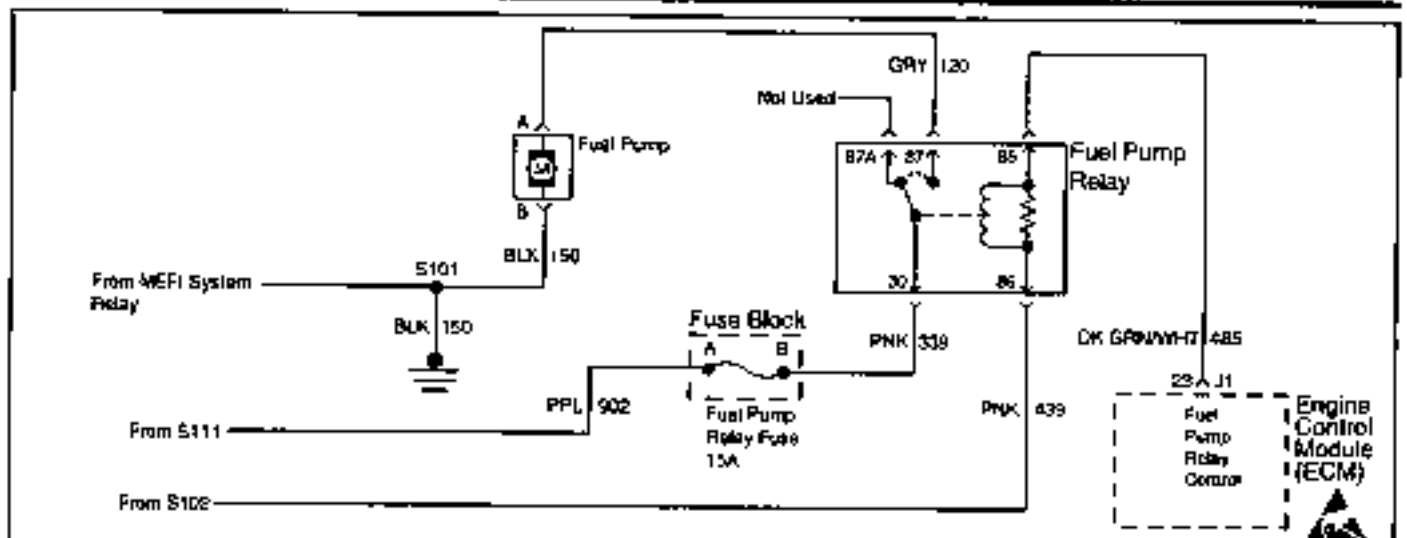 GRY 120
Not Used
A
Fuel Pump
87A 87 85
Fuel Pump
Relay
M
B
BLK 150
S101
From MEFI System
Relay
30 86
BLK 150
Fuse Block
A B
PNK 339
DK GRN/WHT 485
23 J1
PPL 902
Fuel Pump
Relay Fuse
15A
PNK 439
Fuel
Pump
Relay
Control
Engine
Control
Module
(ECM)
From S111
From S102